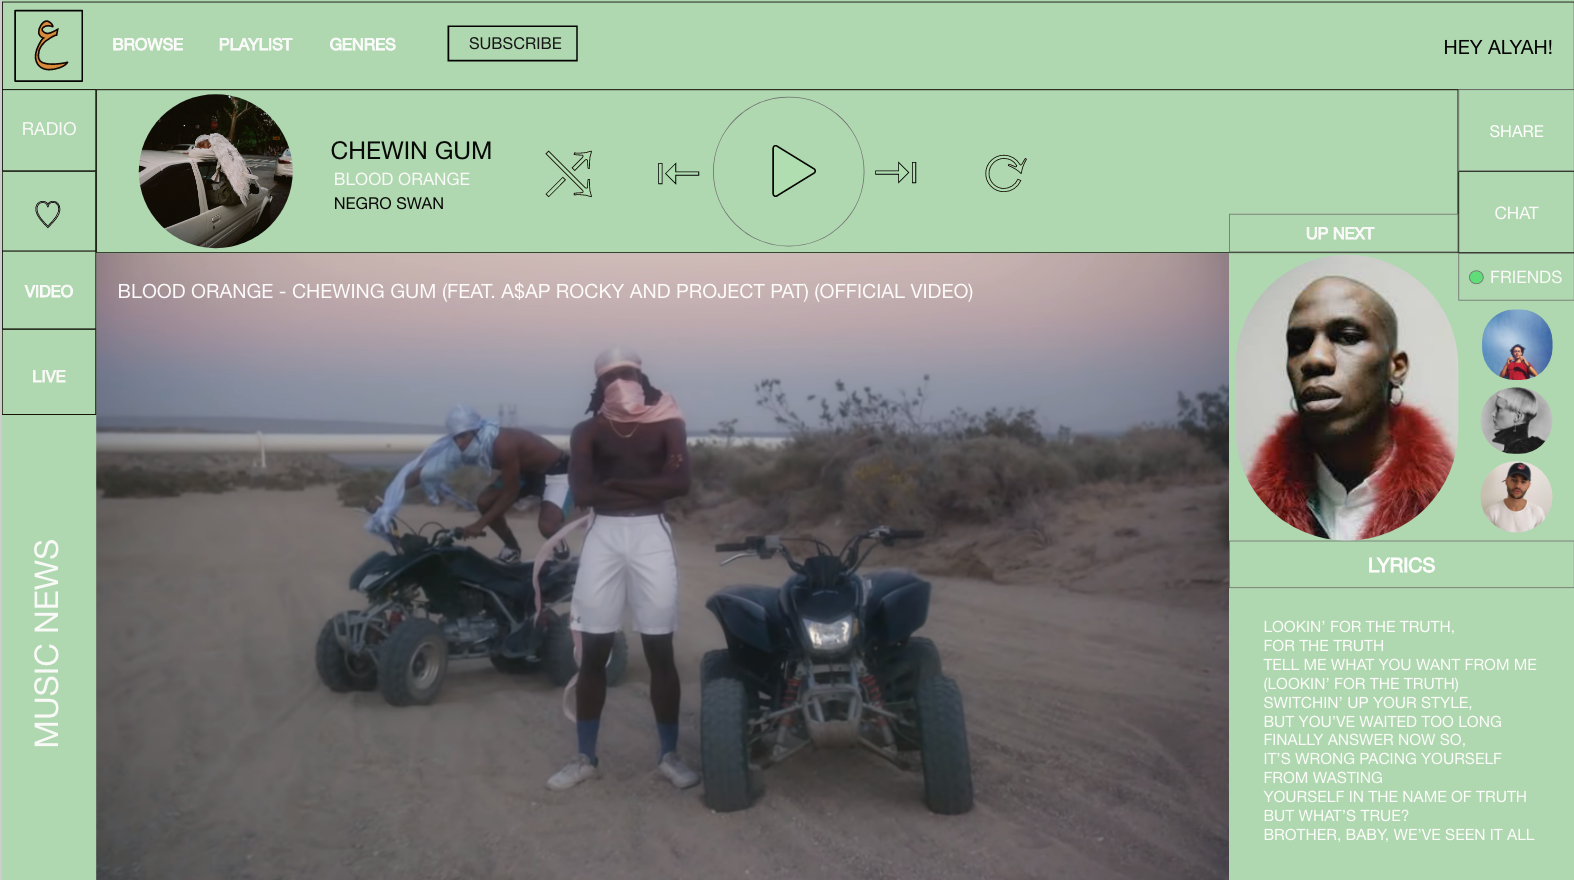 ع
BROWSE
PLAYLIST
GENRES
SUBSCRIBE
HEY ALYAH!
RADIO
VIDEO
LIVE
MUSIC NEWS
CHEWIN GUM
BLOOD ORANGE
NEGRO SWAN
SHARE
CHAT
UP NEXT
FRIENDS
BLOOD ORANGE - CHEWING GUM (FEAT. A$AP ROCKY AND PROJECT PAT) (OFFICIAL VIDEO)
LYRICS
LOOKIN' FOR THE TRUTH,
FOR THE TRUTH
TELL ME WHAT YOU WANT FROM ME
(LOOKIN' FOR THE TRUTH)
SWITCHIN' UP YOUR STYLE,
BUT YOU'VE WAITED TOO LONG
FINALLY ANSWER NOW SO,
IT'S WRONG PACING YOURSELF
FROM WASTING
YOURSELF IN THE NAME OF TRUTH
BUT WHAT'S TRUE?
BROTHER, BABY, WE'VE SEEN IT ALL